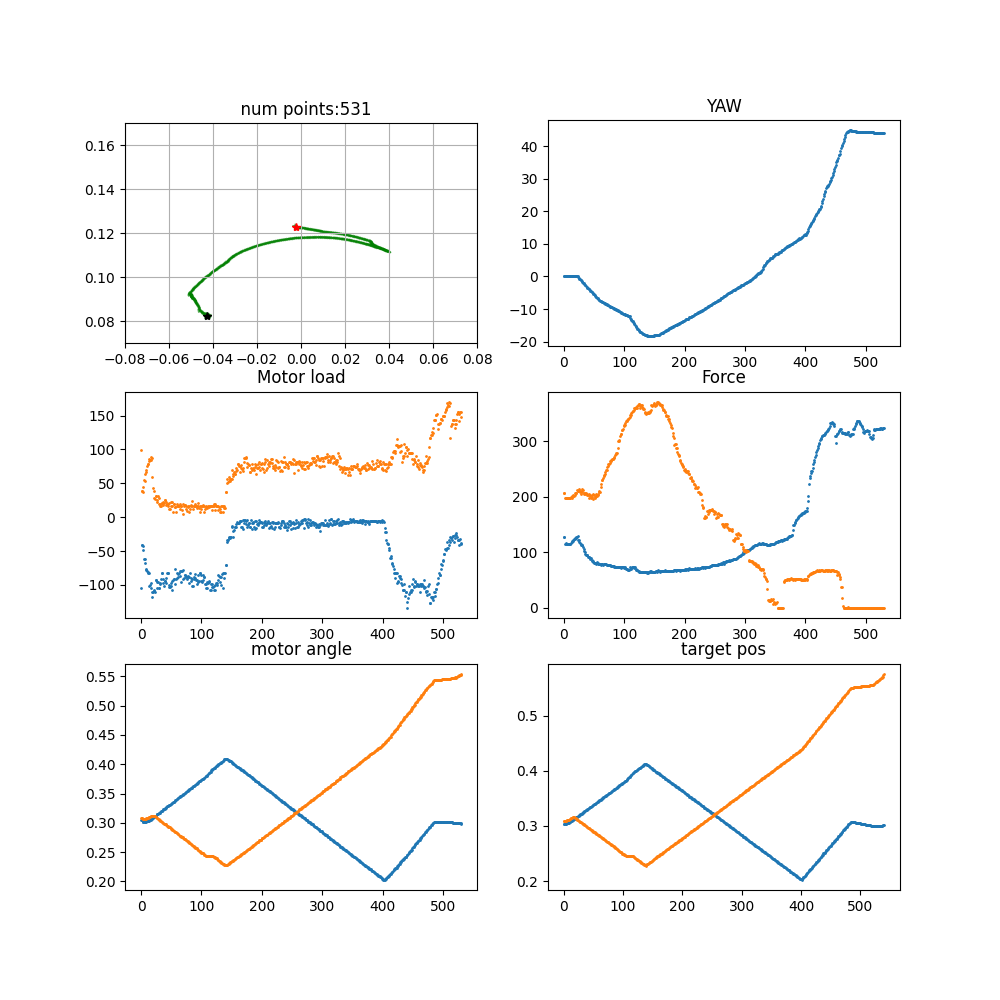 num points:531
YAW
0.16
0.14
0.12
0.10
0.08
−0.08 −0.06 −0.04 −0.02 0.00 0.02 0.04 0.06 0.08
40
30
20
10
0
−10
−20
0 100 200 300 400 500
Motor load
Force
150
100
50
0
−50
−100
0 100 200 300 400 500
300
200
100
0
0 100 200 300 400 500
motor angle
target pos
0.55
0.50
0.45
0.40
0.35
0.30
0.25
0.20
0 100 200 300 400 500
0.5
0.4
0.3
0.2
0 100 200 300 400 500